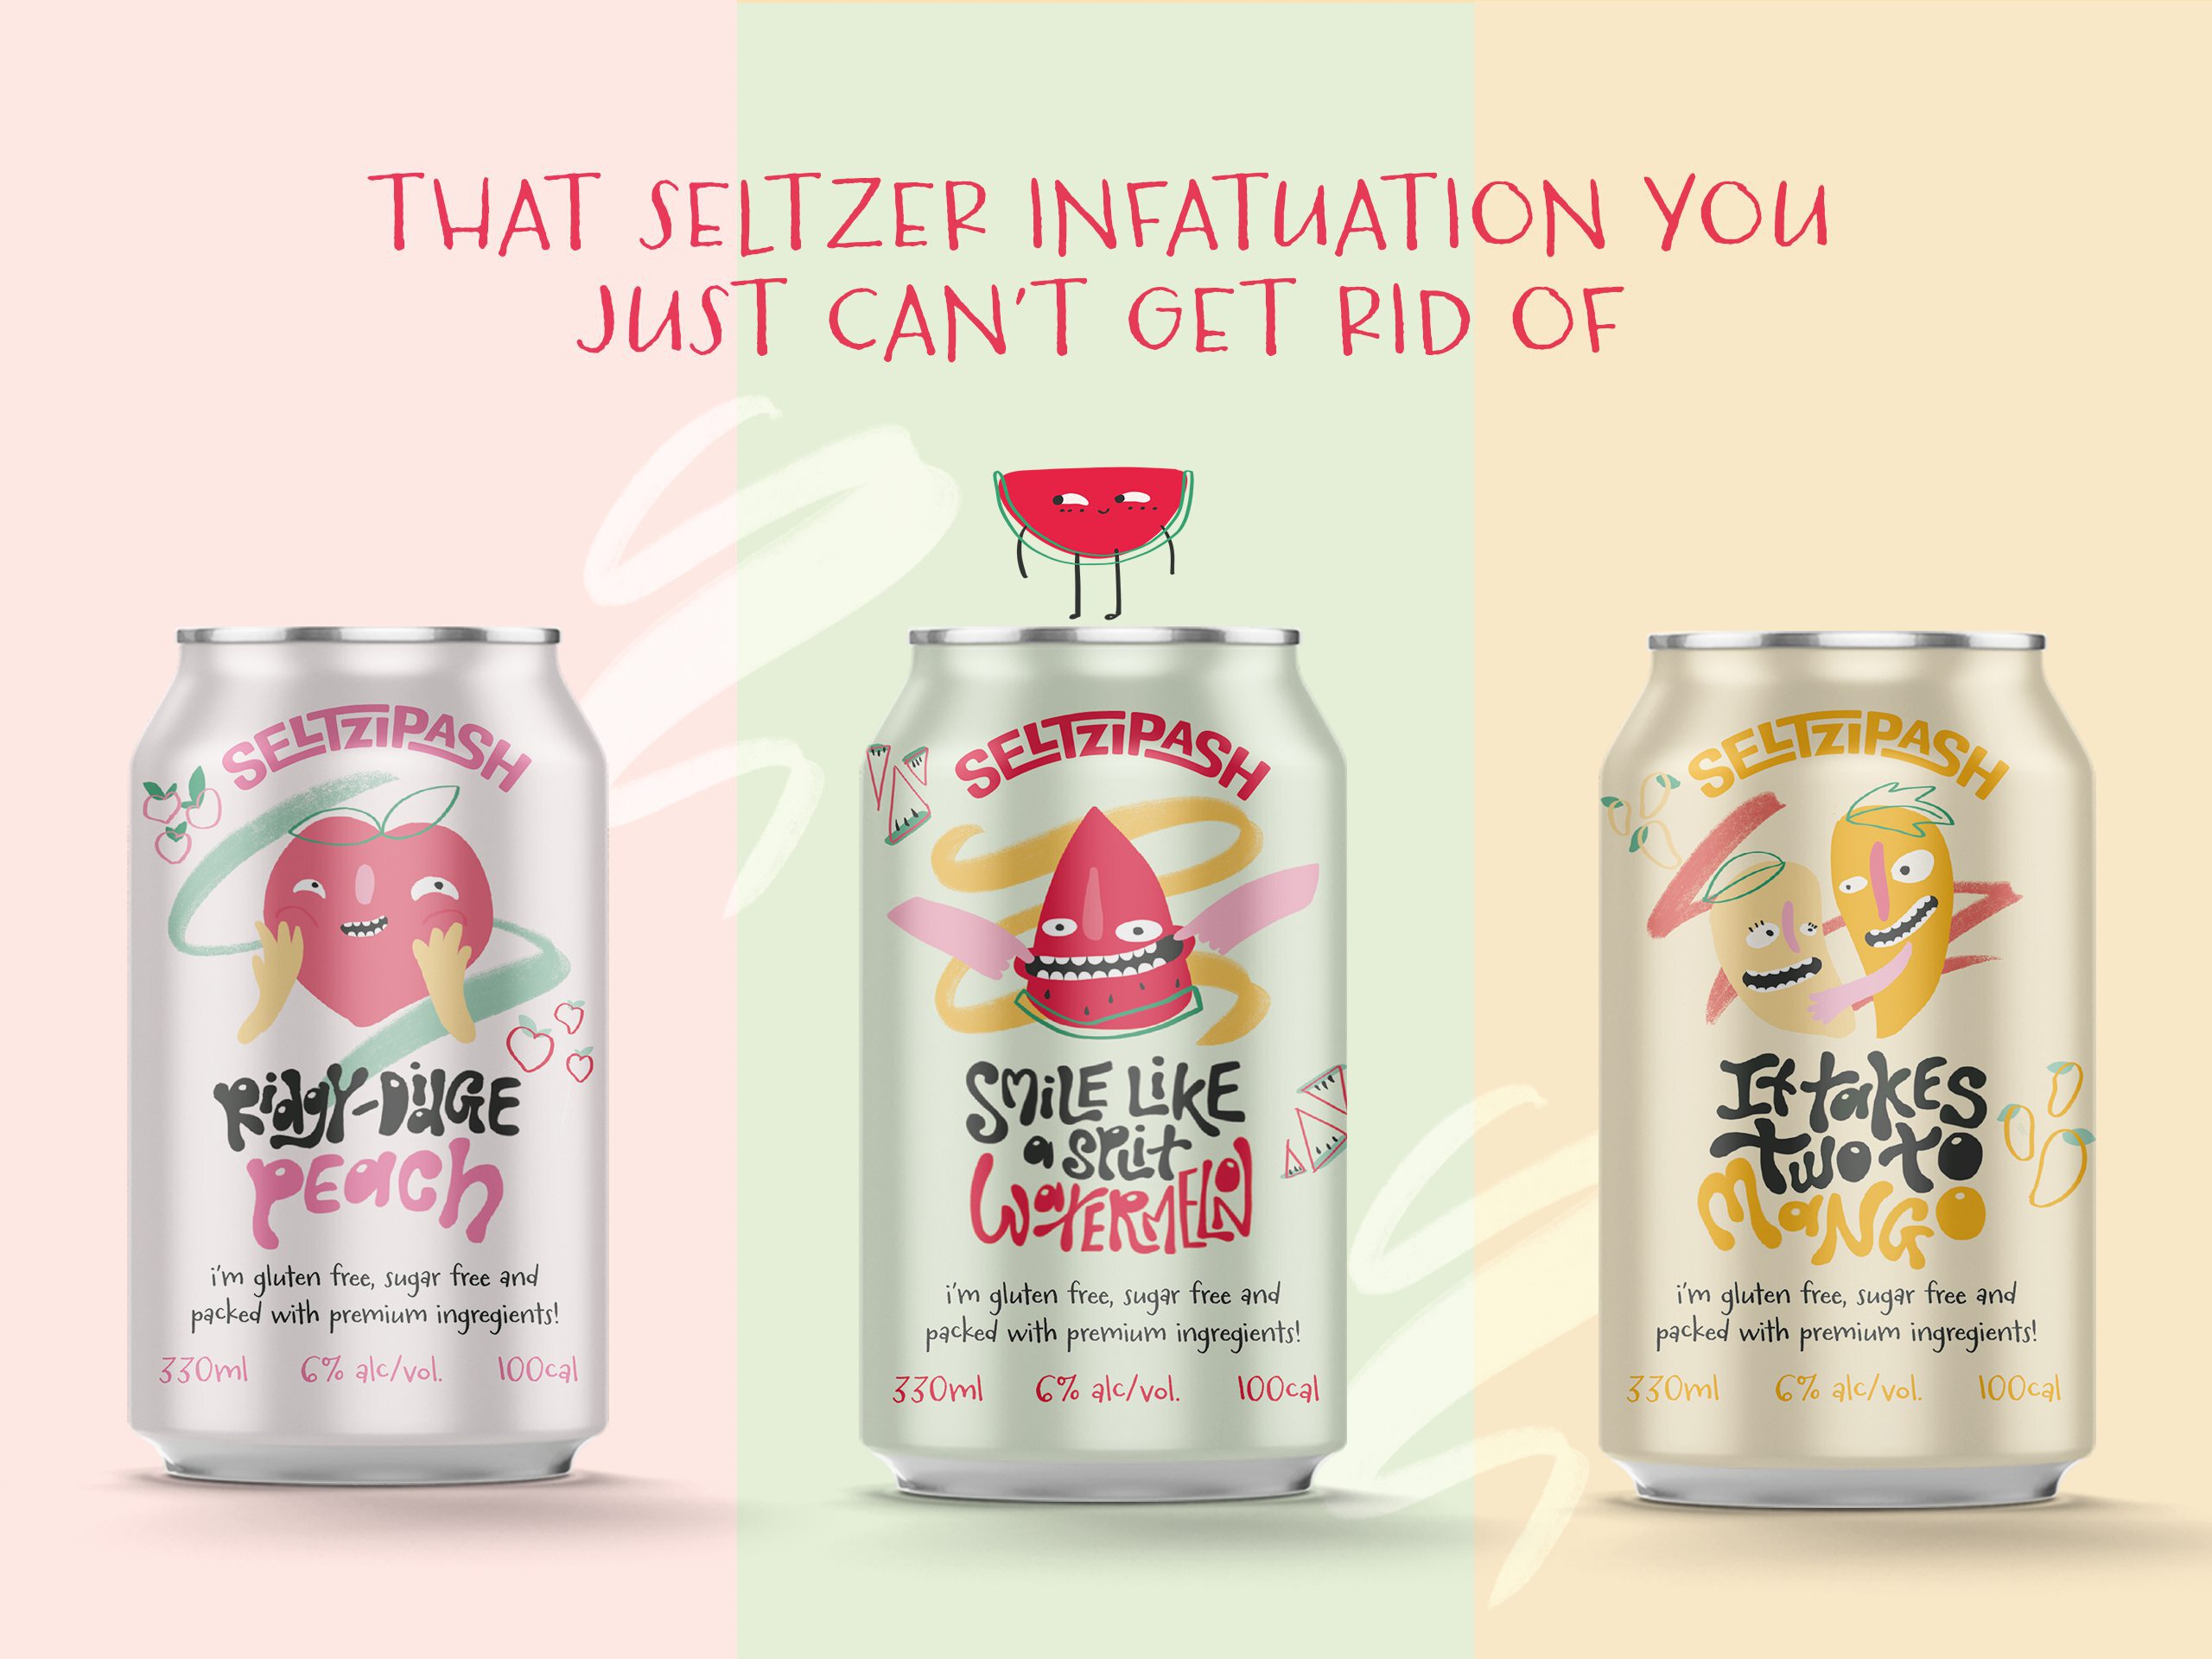 THAT SELTZER INFATUATION YOU
JUST CAN'T GET RID OF
SELTZiPASH
RidgY-DidGE
PEacH
i'm gluten free, sugar free and
packed with premium ingregients!
330ml 6% alc/vol. 100cal
SELTZiPASH
SMiLE LiKE
a SPLit
WatERMELON
i'm gluten free, sugar free and
packed with premium ingregients!
330ml 6% alc/vol. 100cal
SELTZiPASH
It taKES
two to
MaNGO
i'm gluten free, sugar free and
packed with premium ingregients!
330ml 6% alc/vol. 100cal